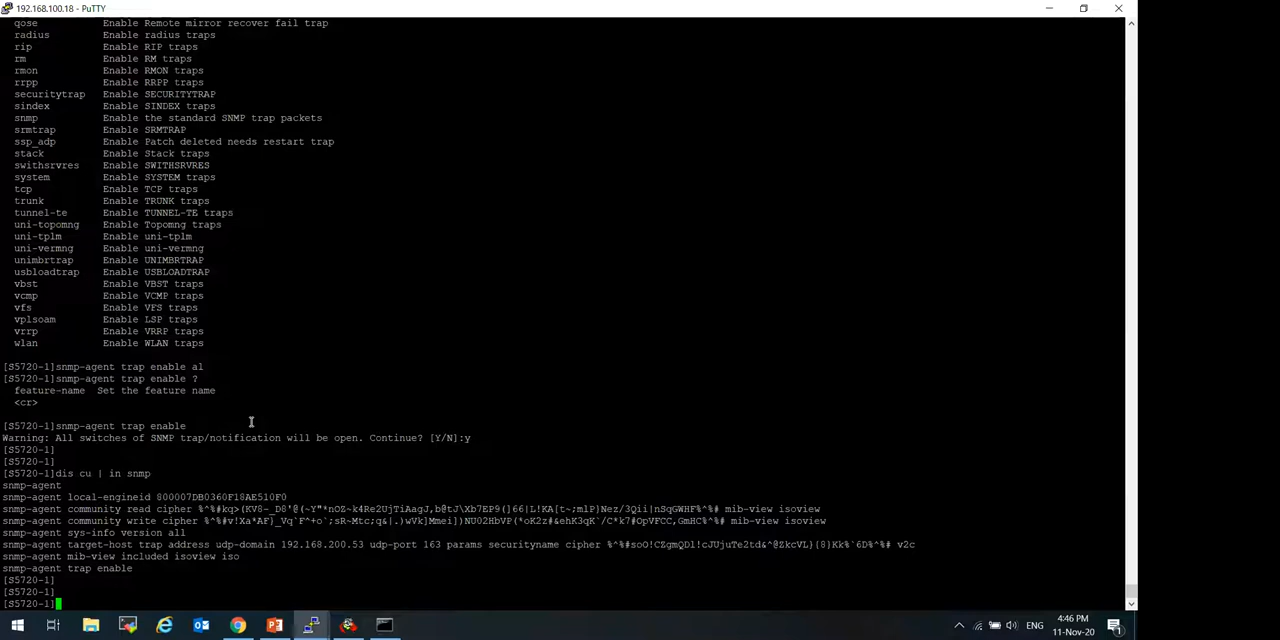 192.168.100.18 - PuTTY
qose Enable Remote mirror recover fail trap
radius Enable radius traps
rip Enable RIP traps
rm Enable RM traps
rmon Enable RMON traps
rrpp Enable RRPP traps
securitytrap Enable SECURITYTRAP
sindex Enable SINDEX traps
snmp Enable the standard SNMP trap packets
srmtrap Enable SRMTRAP
ssp_adp Enable Patch deleted needs restart trap
stack Enable Stack traps
swithsrvres Enable SWITHSRVRES
system Enable SYSTEM traps
tcp Enable TCP traps
trunk Enable TRUNK traps
tunnel-te Enable TUNNEL-TE traps
uni-topomng Enable Topomng traps
uni-tplm Enable uni-tplm
uni-vermng Enable uni-vermng
unimbrtrap Enable UNIMBRTRAP
usbloadtrap Enable USBLOADTRAP
vbst Enable VBST traps
vcmp Enable VCMP traps
vfs Enable VFS traps
vplsoam Enable LSP traps
vrrp Enable VRRP traps
wlan Enable WLAN traps
[S5720-1]snmp-agent trap enable al
[S5720-1]snmp-agent trap enable ?
feature-name Set the feature name
<cr>
[S5720-1]snmp-agent trap enable
Warning: All switches of SNMP trap/notification will be open. Continue? [Y/N]:y
[S5720-1]
[S5720-1]
[S5720-1]dis cu | in snmp
snmp-agent
snmp-agent local-engineid 800007DB0360F18AE510F0
snmp-agent community read cipher %^%#kq>(KV8-_D8'@(~Y"*nOZ-k4Re2UjTiAagJ,b@tJ\Xb7EP9(]66|L!KA[t~;mlP)Nez/3Qii|nSqGWHF%^%# mib-view isoview
snmp-agent community write cipher %^%#v!Xa*AF}_Vq`F^+o`;sR~Mtc;q&|.)wVk]Mmei])NU02HbVP(*oK2z#&ehK3qK`/C*k7#OpVFCC,GmHC%^%# mib-view isoview
snmp-agent sys-info version all
snmp-agent target-host trap address udp-domain 192.168.200.53 udp-port 163 params securityname cipher %^%#soO!CZgmQDl!cJUjuTe2td&^@ZkcVL}{8}Kk%`6D%^%# v2c
snmp-agent mib-view included isoview iso
snmp-agent trap enable
[S5720-1]
[S5720-1]
[S5720-1]
ENG
4:46 PM
11-Nov-20
1